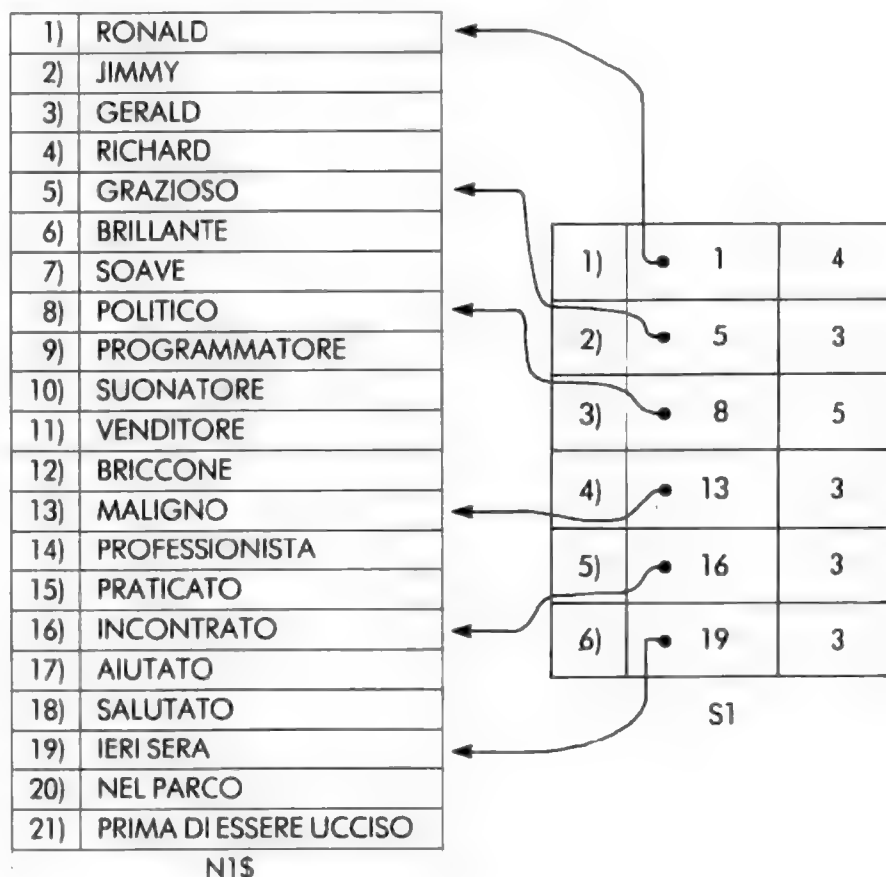 1) RONALD
2) JIMMY
3) GERALD
4) RICHARD
5) GRAZIOSO
6) BRILLANTE
7) SOAVE
8) POLITICO
9) PROGRAMMATORE
10) SUONATORE
11) VENDITORE
12) BRICCONE
13) MALIGNO
14) PROFESSIONISTA
15) PRATICATO
16) INCONTRATO
17) AIUTATO
18) SALUTATO
19) IERI SERA
20) NEL PARCO
21) PRIMA DI ESSERE UCCISO
N1$
1) 1 4
2) 5 3
3) 8 5
4) 13 3
5) 16 3
6) 19 3
S1